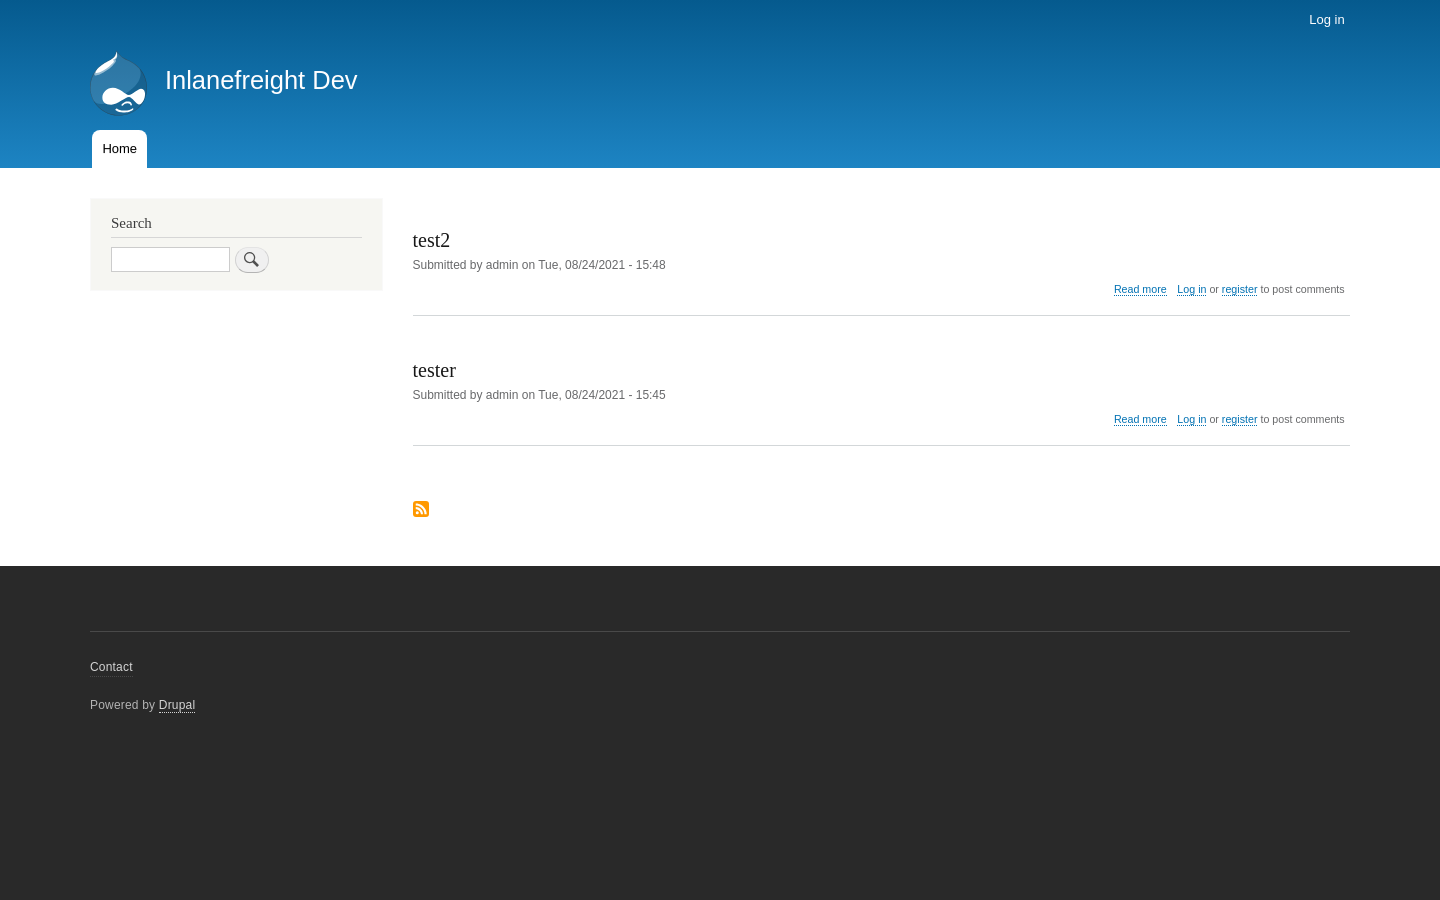 Log in
Inlanefreight Dev
Home
Search
test2
Submitted by admin on Tue, 08/24/2021 - 15:48
Read more Log in or register to post comments
tester
Submitted by admin on Tue, 08/24/2021 - 15:45
Read more Log in or register to post comments
Contact
Powered by Drupal